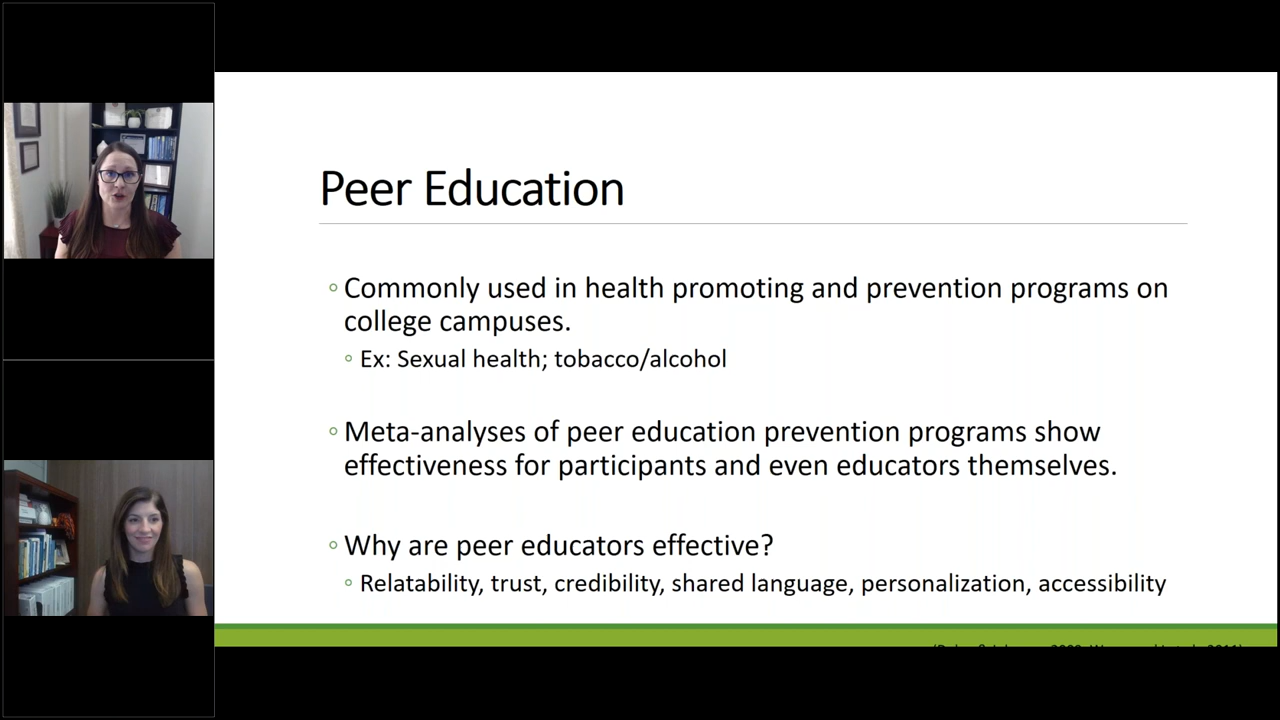 Peer Education
Commonly used in health promoting and prevention programs on
college campuses.
Ex: Sexual health; tobacco/alcohol
Meta-analyses of peer education prevention programs show
effectiveness for participants and even educators themselves.
Why are peer educators effective?
Relatability, trust, credibility, shared language, personalization, accessibility